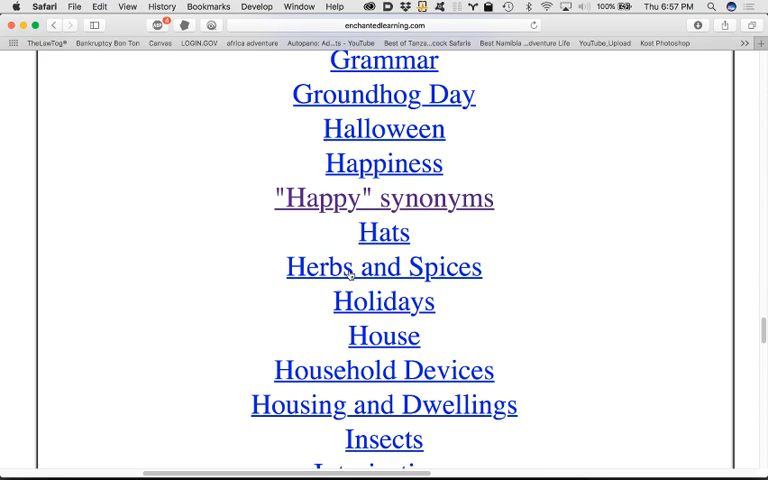 Safari File Edit View History Bookmarks Develop Window Help 100% Thu 6:57 PM
enchantedlearning.com
TheLawTog® Bankruptcy Bon Ton Canvas LOGIN.GOV africa adventure Autopano: Ad...ts - YouTube Best of Tanza...cock Safaris Best Namibia ...dventure Life YouTube_Upload Kost Photoshop
Grammar
Groundhog Day
Halloween
Happiness
"Happy" synonyms
Hats
Herbs and Spices
Holidays
House
Household Devices
Housing and Dwellings
Insects